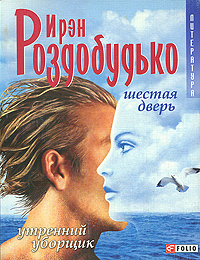 Ирэн
Роздобудько
шестая
дверь
ЛИТЕРАТУРА
утренний
уборщик
FOLIO